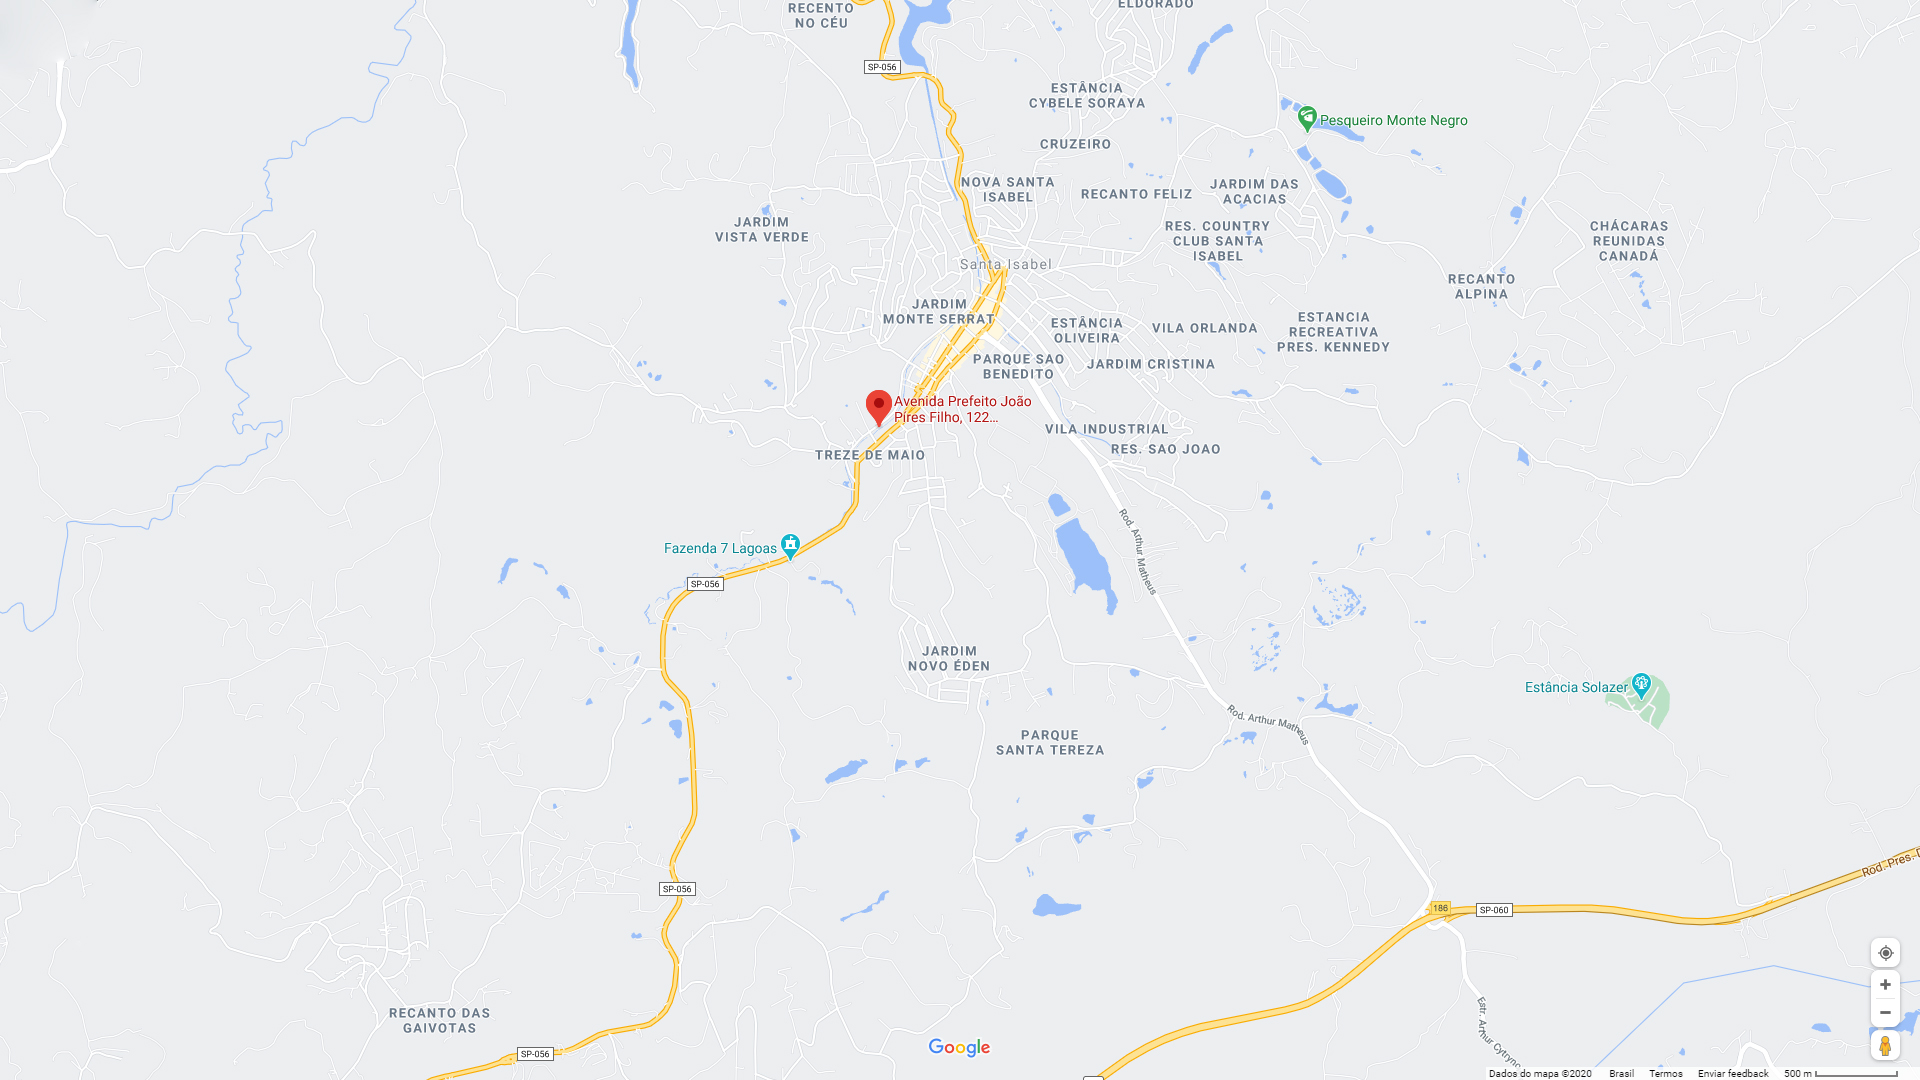 RECENTO
NO CÉU
ELDORADO
SP-056
ESTÂNCIA
CYBELE SORAYA
Pesqueiro Monte Negro
CRUZEIRO
NOVA SANTA
ISABEL
RECANTO FELIZ
JARDIM DAS
ACACIAS
JARDIM
VISTA VERDE
RES. COUNTRY
CLUB SANTA
ISABEL
CHÁCARAS
REUNIDAS
CANADÁ
Santa Isabel
RECANTO
ALPINA
JARDIM
MONTE SERRAT
ESTÂNCIA
OLIVEIRA
VILA ORLANDA
ESTANCIA
RECREATIVA
PRES. KENNEDY
PARQUE SAO
BENEDITO
JARDIM CRISTINA
Avenida Prefeito João
Pires Filho, 122...
VILA INDUSTRIAL
RES. SAO JOAO
TREZE DE MAIO
Rod. Arthur Matheus
Fazenda 7 Lagoas
SP-056
JARDIM
NOVO ÉDEN
Estância Solazer
Rod. Arthur Matheus
PARQUE
SANTA TEREZA
Rod. Pres.
SP-056
186
SP-060
RECANTO DAS
GAIVOTAS
Estr. Arthur Cytryno
SP-056
Google
Dados do mapa ©2020 Brasil Termos Enviar feedback 500 m